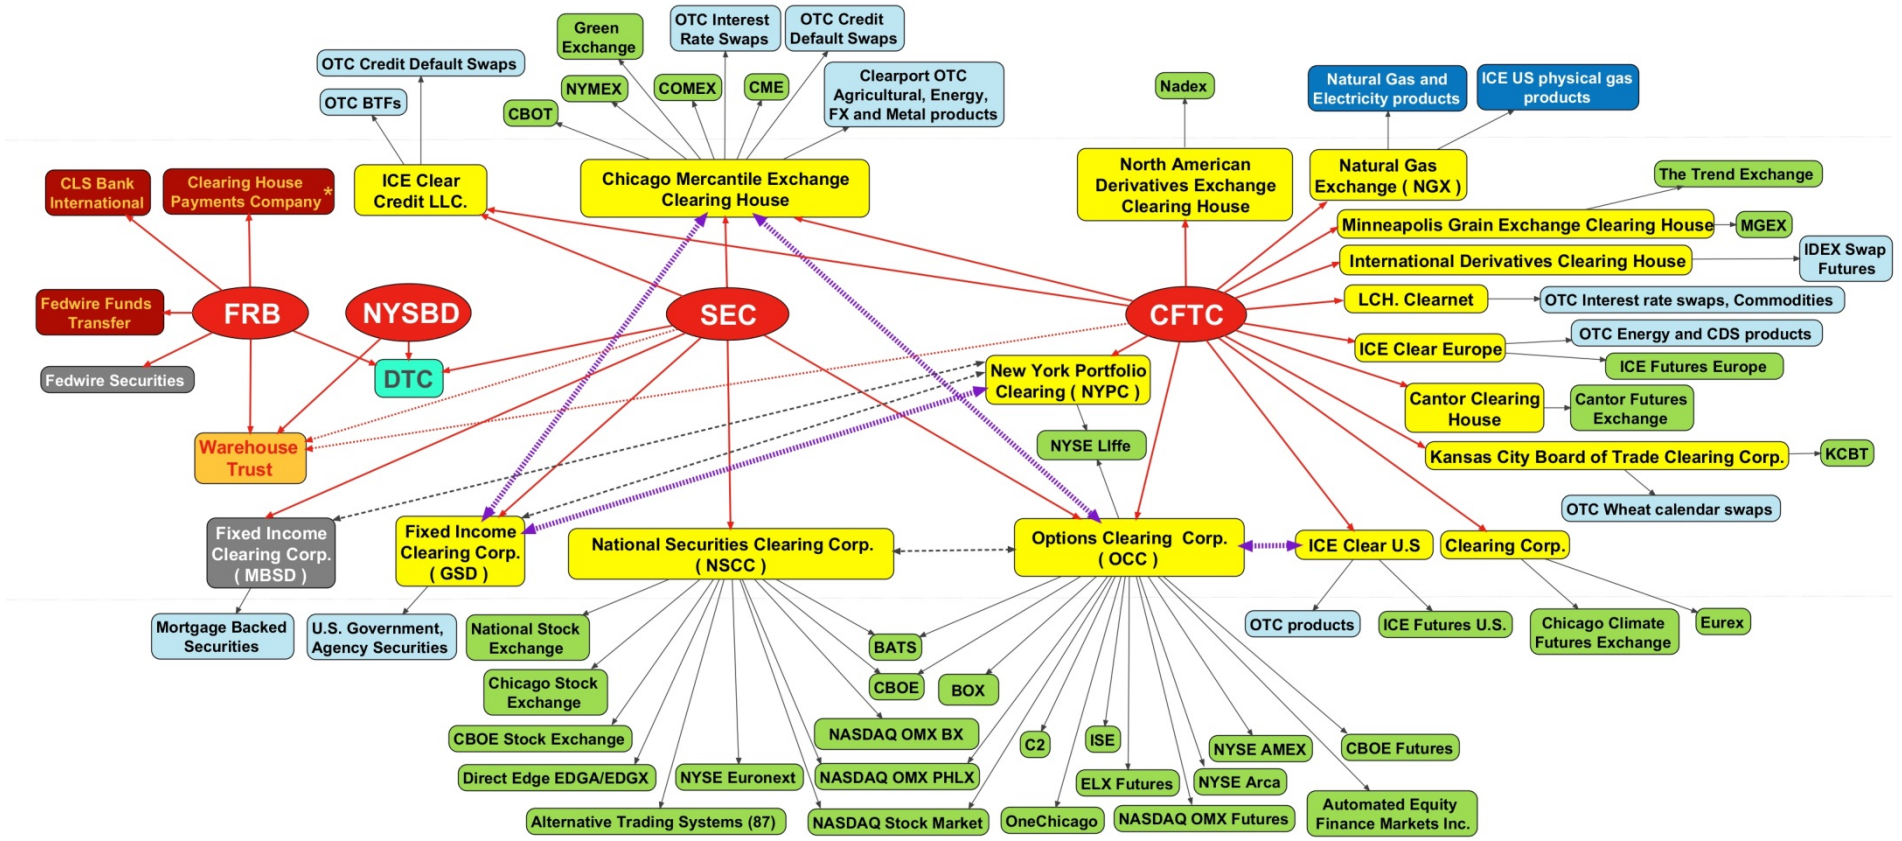 Green
Exchange
OTC Interest
Rate Swaps
OTC Credit
Default Swaps
OTC Credit Default Swaps
OTC BTFs
NYMEX
COMEX
CME
CBOT
Clearport OTC
Agricultural, Energy,
FX and Metal products
Nadex
Natural Gas and
Electricity products
ICE US physical gas
products
CLS Bank
International
Clearing House
Payments Company *
ICE Clear
Credit LLC.
Chicago Mercantile Exchange
Clearing House
North American
Derivatives Exchange
Clearing House
Natural Gas
Exchange ( NGX )
The Trend Exchange
Minneapolis Grain Exchange Clearing House
MGEX
International Derivatives Clearing House
IDEX Swap
Futures
LCH. Clearnet
OTC Interest rate swaps, Commodities
Fedwire Funds
Transfer
FRB
NYSBD
SEC
CFTC
ICE Clear Europe
OTC Energy and CDS products
ICE Futures Europe
Fedwire Securities
DTC
New York Portfolio
Clearing ( NYPC )
Cantor Clearing
House
Cantor Futures
Exchange
Warehouse
Trust
NYSE LIffe
Kansas City Board of Trade Clearing Corp.
KCBT
OTC Wheat calendar swaps
Fixed Income
Clearing Corp.
( MBSD )
Fixed Income
Clearing Corp.
( GSD )
National Securities Clearing Corp.
( NSCC )
Options Clearing Corp.
( OCC )
ICE Clear U.S
Clearing Corp.
Mortgage Backed
Securities
U.S. Government,
Agency Securities
National Stock
Exchange
BATS
OTC products
ICE Futures U.S.
Chicago Climate
Futures Exchange
Eurex
Chicago Stock
Exchange
CBOE
BOX
CBOE Stock Exchange
NASDAQ OMX BX
C2
ISE
NYSE AMEX
CBOE Futures
Direct Edge EDGA/EDGX
NYSE Euronext
NASDAQ OMX PHLX
ELX Futures
NYSE Arca
Alternative Trading Systems (87)
NASDAQ Stock Market
OneChicago
NASDAQ OMX Futures
Automated Equity
Finance Markets Inc.